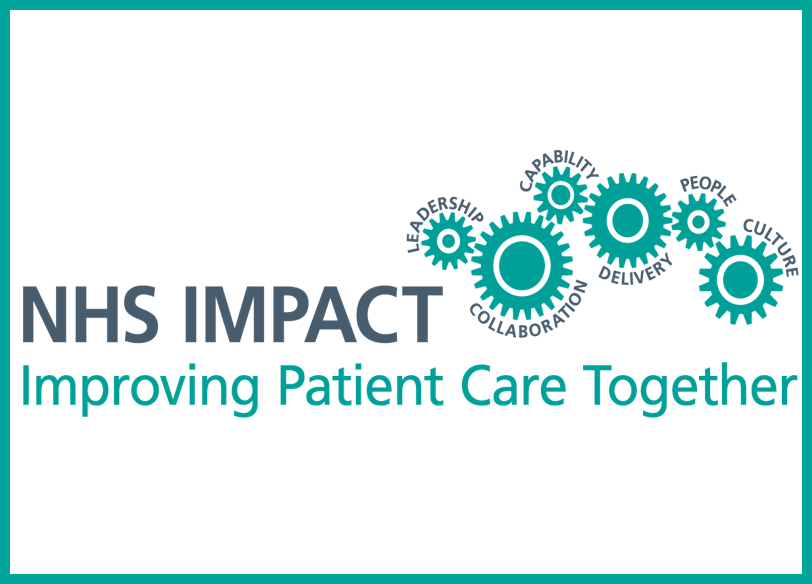 LEADERSHIP
COLLABORATION
CAPABILITY
DELIVERY
PEOPLE
CULTURE
NHS IMPACT
Improving Patient Care Together